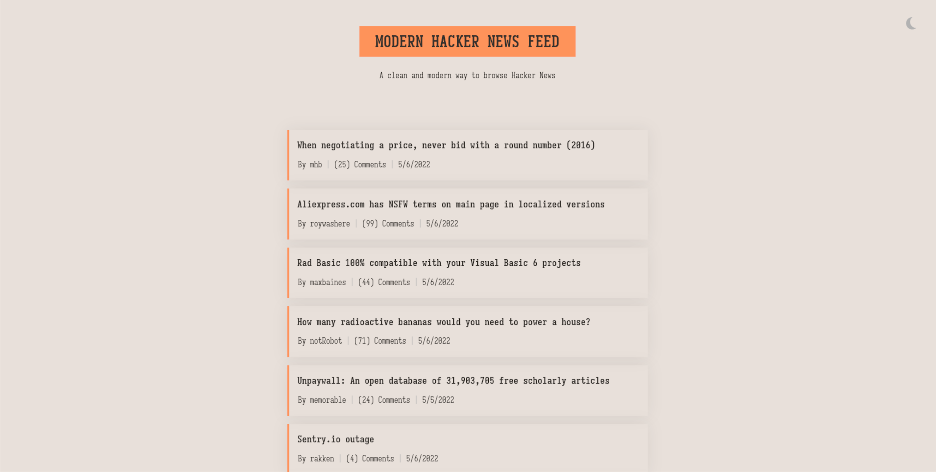 MODERN HACKER NEWS FEED
A clean and modern way to browse Hacker News
When negotiating a price, never bid with a round number (2016)
By mhb | (25) Comments | 5/6/2022
Aliexpress.com has NSFW terms on main page in localized versions
By roywashere | (99) Comments | 5/6/2022
Rad Basic 100% compatible with your Visual Basic 6 projects
By maxbaines | (44) Comments | 5/6/2022
How many radioactive bananas would you need to power a house?
By notRobot | (71) Comments | 5/6/2022
Unpaywall: An open database of 31,903,705 free scholarly articles
By memorable | (24) Comments | 5/5/2022
Sentry.io outage
By rakken | (4) Comments | 5/6/2022